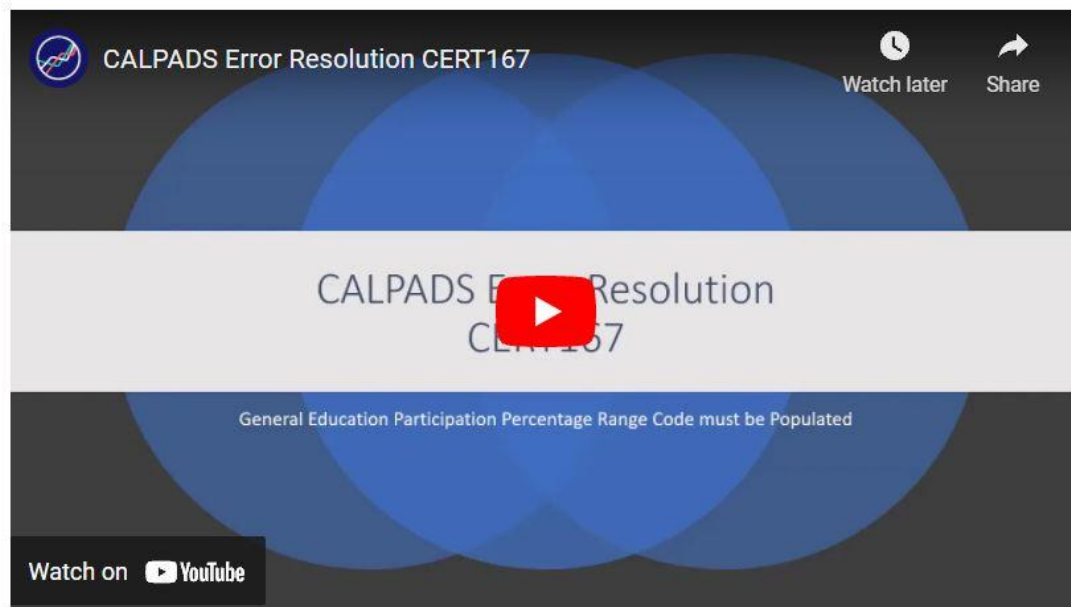 CALPADS Error Resolution CERT167
Watch later
Share
CALPADS Resolution
General Education Participation Percentage Range Code must be Populated
Watch on YouTube